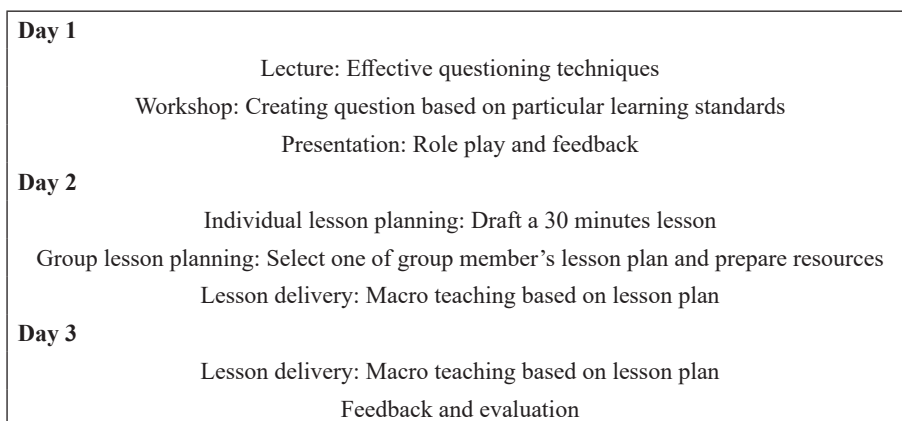 Day 1
Lecture: Effective questioning techniques
Workshop: Creating question based on particular learning standards
Presentation: Role play and feedback
Day 2
Individual lesson planning: Draft a 30 minutes lesson
Group lesson planning: Select one of group member’s lesson plan and prepare resources
Lesson delivery: Macro teaching based on lesson plan
Day 3
Lesson delivery: Macro teaching based on lesson plan
Feedback and evaluation